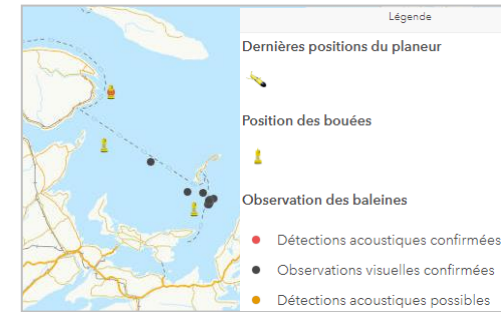 Légende
Dernières positions du planeur
Position des bouées
Observation des baleines
Détections acoustiques confirmées
Observations visuelles confirmées
Détections acoustiques possibles